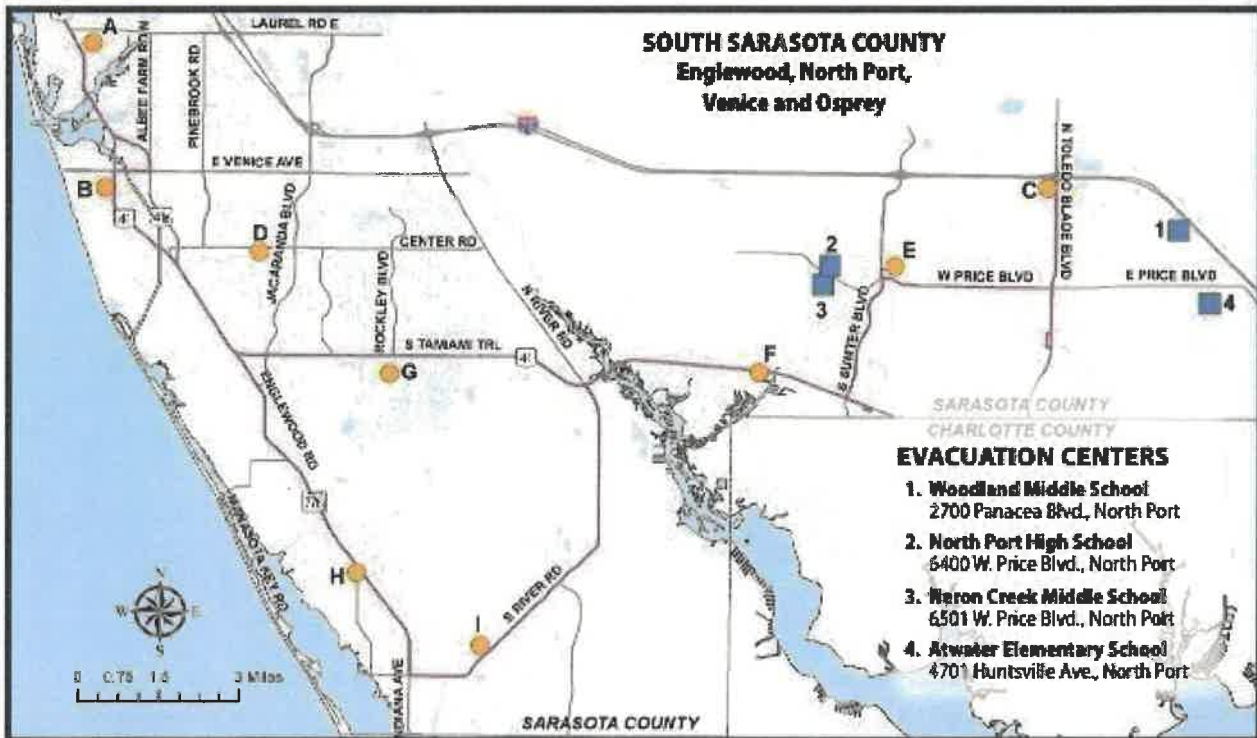 SOUTH SARASOTA COUNTY
Englewood, North Port,
Venice and Osprey
A
LAUREL RD E
ALBEE FARM RD N
PINEBROOK RD
E VENICE AVE
B
41
JACARANDA BLVD
D
CENTER RD
ROCKLEY BLVD
N RIVER RD
S TAMIAMI TRL
41
G
F
C
N TOLEDO BLADE BLVD
1
2
3
E
W PRICE BLVD
E PRICE BLVD
4
S SUMTER BLVD
SARASOTA COUNTY
CHARLOTTE COUNTY
ENGLEWOOD RD
MANASOTA KEY RD
H
I
S RIVER RD
N
W E
S
0 0.75 1.5 3 Miles
SARASOTA COUNTY
EVACUATION CENTERS
1. Woodland Middle School
2700 Panacea Blvd., North Port
2. North Port High School
6400 W. Price Blvd., North Port
3. Heron Creek Middle School
6501 W. Price Blvd., North Port
4. Atwater Elementary School
4701 Huntsville Ave., North Port